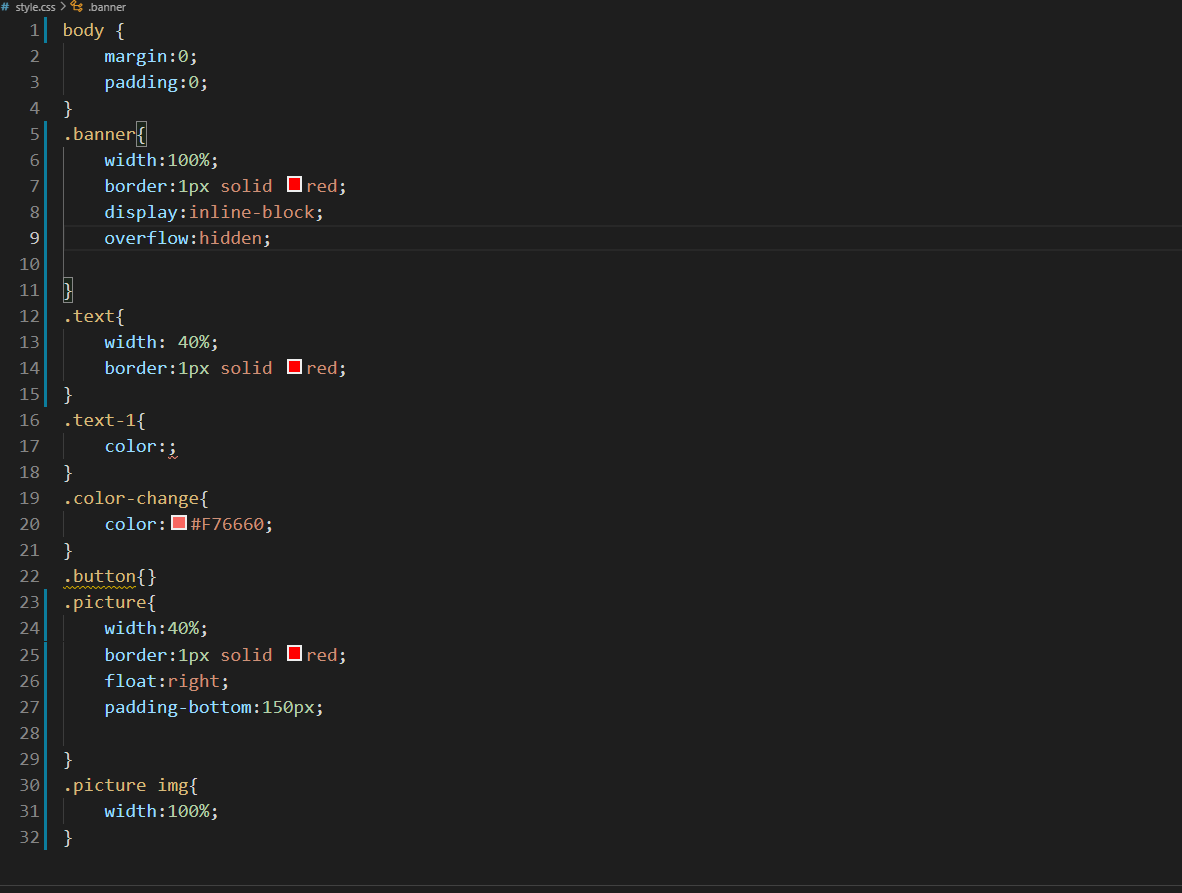 # style.css > .banner
1 body {
2     margin:0;
3     padding:0;
4 }
5 .banner{
6     width:100%;
7     border:1px solid red;
8     display:inline-block;
9     overflow:hidden;
10
11 }
12 .text{
13     width: 40%;
14     border:1px solid red;
15 }
16 .text-1{
17     color:;
18 }
19 .color-change{
20     color:#F76660;
21 }
22 .button{}
23 .picture{
24     width:40%;
25     border:1px solid red;
26     float:right;
27     padding-bottom:150px;
28
29 }
30 .picture img{
31     width:100%;
32 }